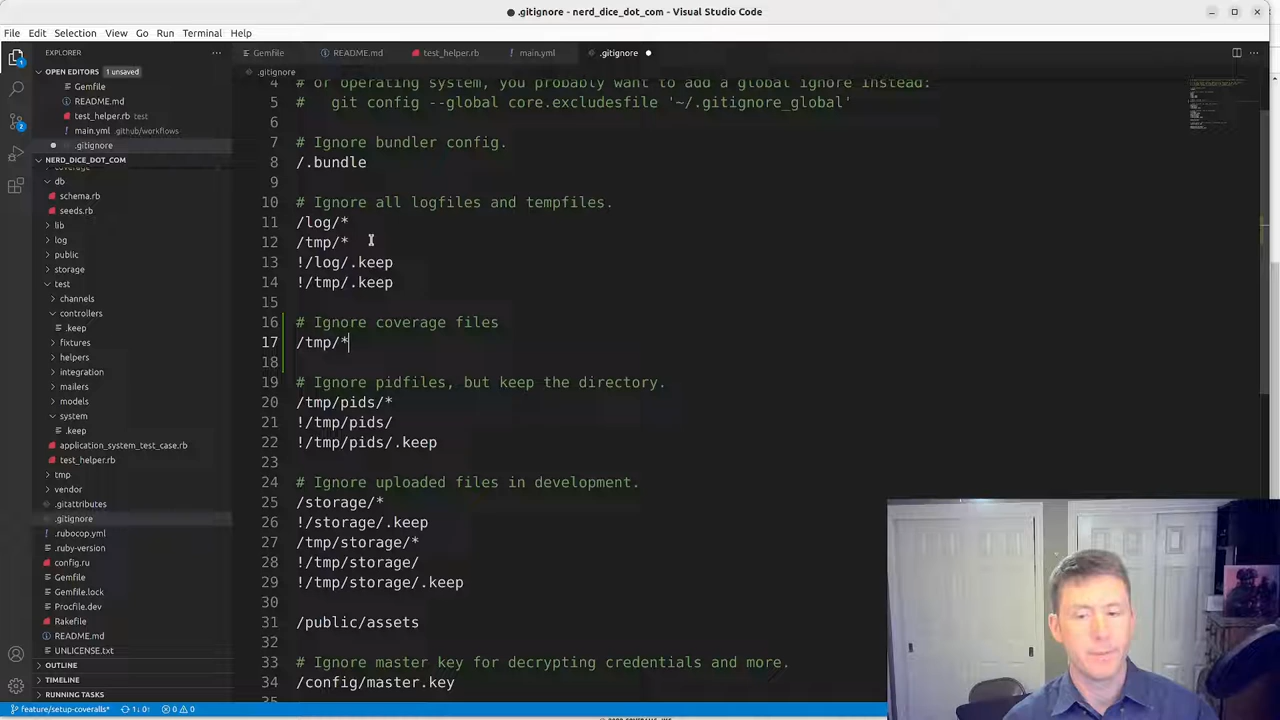 .gitignore - nerd_dice_dot_com - Visual Studio Code
File Edit Selection View Go Run Terminal Help
EXPLORER
Gemfile
README.md
test_helper.rb
main.yml
.gitignore
OPEN EDITORS 1 unsaved
.gitignore
Gemfile
README.md
test_helper.rb test
main.yml .github/workflows
.gitignore
NERD_DICE_DOT_COM
coverage
db
schema.rb
seeds.rb
lib
log
public
storage
test
channels
controllers
.keep
fixtures
helpers
integration
mailers
models
system
.keep
application_system_test_case.rb
test_helper.rb
tmp
vendor
.gitattributes
.gitignore
.rubocop.yml
.ruby-version
config.ru
Gemfile
Gemfile.lock
Procfile.dev
Rakefile
README.md
UNLICENSE.txt
OUTLINE
TIMELINE
RUNNING TASKS
4 # or operating system, you probably want to add a global ignore instead:
5 #   git config --global core.excludesfile '~/.gitignore_global'
6
7 # Ignore bundler config.
8 /.bundle
9
10 # Ignore all logfiles and tempfiles.
11 /log/*
12 /tmp/*
13 !/log/.keep
14 !/tmp/.keep
15
16 # Ignore coverage files
17 /tmp/*
18
19 # Ignore pidfiles, but keep the directory.
20 /tmp/pids/*
21 !/tmp/pids/
22 !/tmp/pids/.keep
23
24 # Ignore uploaded files in development.
25 /storage/*
26 !/storage/.keep
27 /tmp/storage/*
28 !/tmp/storage/
29 !/tmp/storage/.keep
30
31 /public/assets
32
33 # Ignore master key for decrypting credentials and more.
34 /config/master.key
35
feature/setup-coveralls* 1↓ 0↑ 0 0